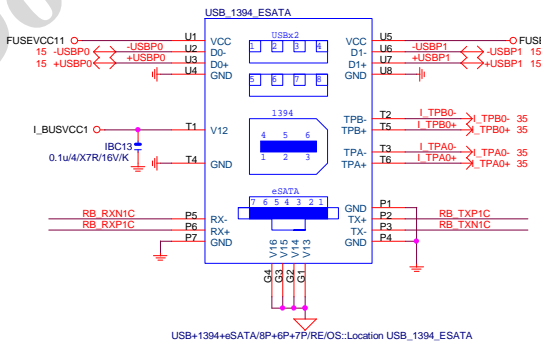 USB_1394_ESATA
FUSEVCC11 U1 VCC USBx2 VCC U5
15 -USBP0 -USBP0 U2 D0- 1 2 3 4 D1- U6 -USBP1 -USBP1 15
15 +USBP0 +USBP0 U3 D0+ D1+ U7 +USBP1 +USBP1 15
U4 GND 5 6 7 8 GND U8
1394
I_BUSVCC1 T1 V12 TPB- T2 I_TPB0- I_TPB0- 35
TPB+ T5 I_TPB0+ I_TPB0+ 35
IBC13 4 5 6
0.1u/4/X7R/16V/K 1 2 3 TPA- T3 I_TPA0- I_TPA0- 35
T4 GND TPA+ T6 I_TPA0+ I_TPA0+ 35
eSATA
7 6 5 4 3 2 1
GND P1
RB_RXN1C P5 RX- TX+ P2 RB_TXP1C
RB_RXP1C P6 RX+ TX- P3 RB_TXN1C
P7 GND GND P4
V16 V15 V14 V13
G4 G3 G2 G1
USB+1394+eSATA/8P+6P+7P/RE/OS::Location USB_1394_ESATA